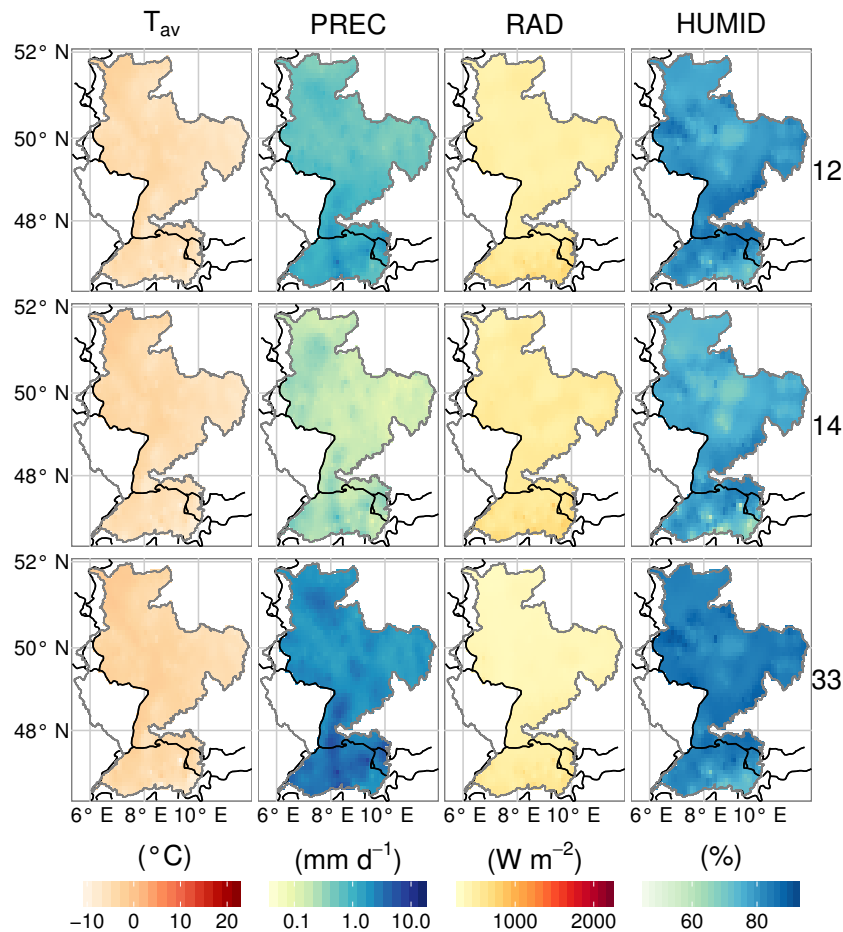 T_av PREC RAD HUMID
52° N
50° N
48° N
12
52° N
50° N
48° N
14
52° N
50° N
48° N
33
6° E 8° E 10° E 6° E 8° E 10° E 6° E 8° E 10° E 6° E 8° E 10° E
(°C) (mm d⁻¹) (W m⁻²) (%)
−10 0 10 20 0.1 1.0 10.0 1000 2000 60 80